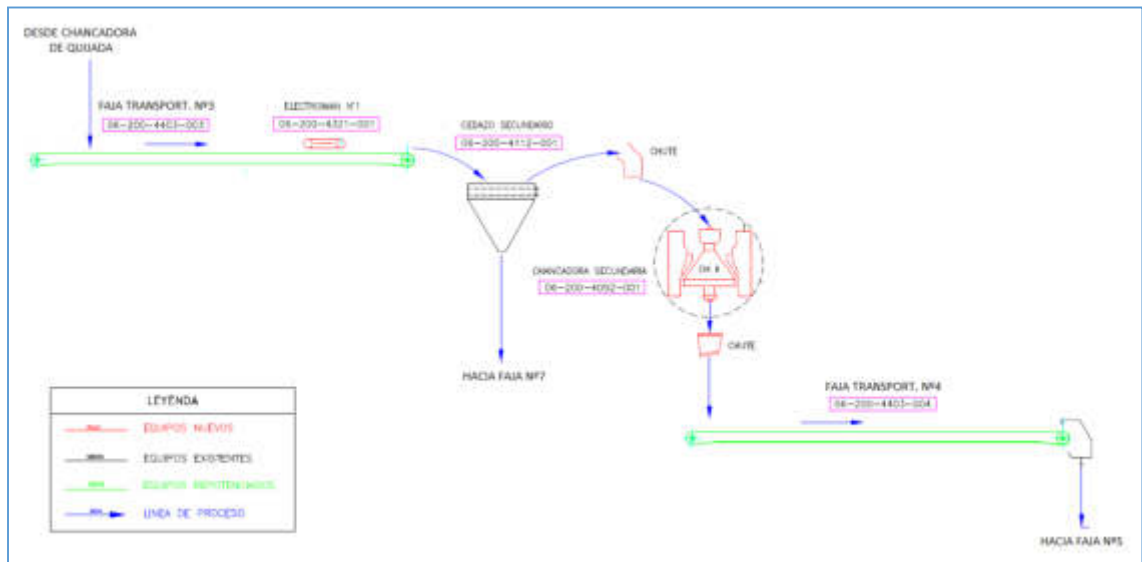 DESDE CHANCADORA
DE QUIJADA
FAJA TRANSPORT. Nº3
06-200-4403-003
ELECTROIMAN N°1
06-200-4321-001
CEDAZO SECUNDARIO
06-200-4112-001
CHUTE
CHANCADORA SECUNDARIA
06-200-4052-001
CHUTE
HACIA FAJA Nº7
FAJA TRANSPORT. Nº4
06-200-4403-004
HACIA FAJA Nº5
LEYENDA
EQUIPOS NUEVOS
EQUIPOS EXISTENTES
EQUIPOS REPOTENCIADOS
LINEA DE PROCESO